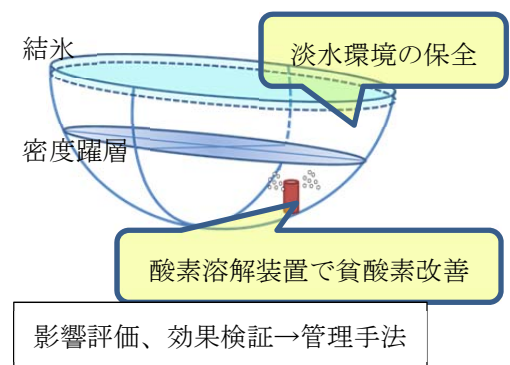 結氷
淡水環境の保全
密度躍層
酸素溶解装置で貧酸素改善
影響評価、効果検証→管理手法